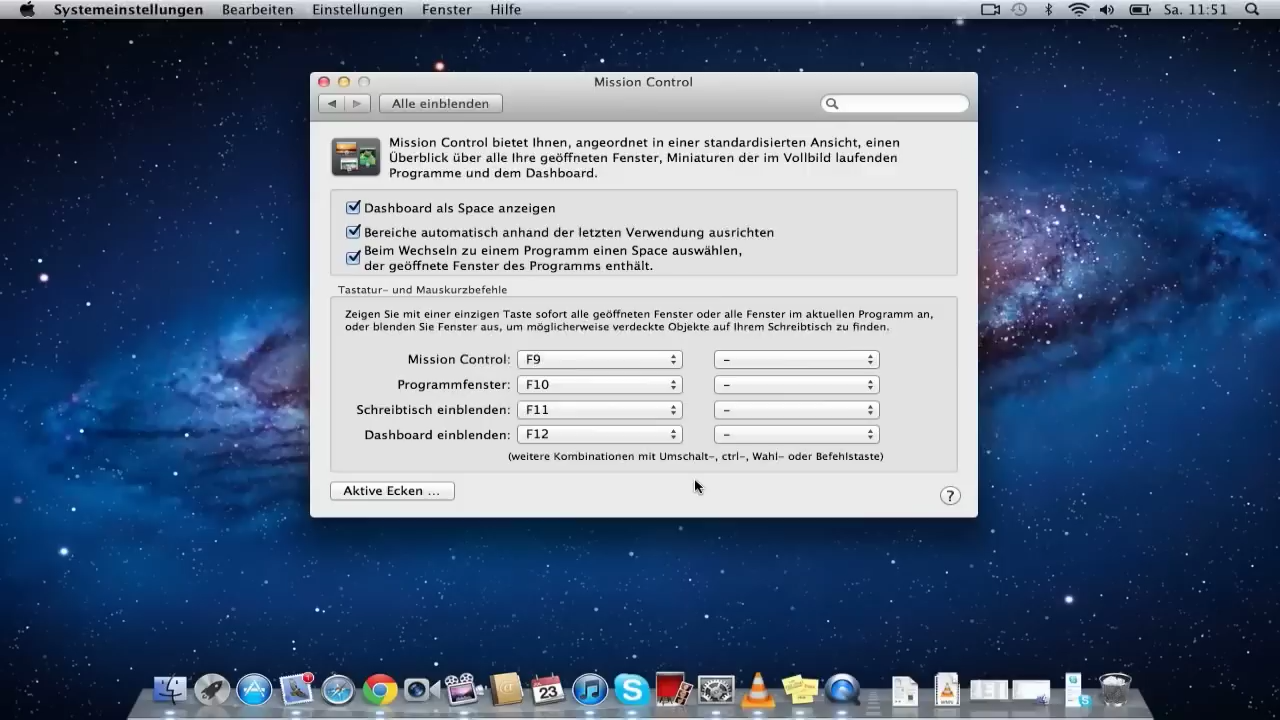 Systemeinstellungen Bearbeiten Einstellungen Fenster Hilfe Sa. 11:51
Mission Control
Alle einblenden
Mission Control bietet Ihnen, angeordnet in einer standardisierten Ansicht, einen
Überblick über alle Ihre geöffneten Fenster, Miniaturen der im Vollbild laufenden
Programme und dem Dashboard.
Dashboard als Space anzeigen
Bereiche automatisch anhand der letzten Verwendung ausrichten
Beim Wechseln zu einem Programm einen Space auswählen,
der geöffnete Fenster des Programms enthält.
Tastatur- und Mauskurzbefehle
Zeigen Sie mit einer einzigen Taste sofort alle geöffneten Fenster oder alle Fenster im aktuellen Programm an,
oder blenden Sie Fenster aus, um möglicherweise verdeckte Objekte auf Ihrem Schreibtisch zu finden.
Mission Control: F9 –
Programmfenster: F10 –
Schreibtisch einblenden: F11 –
Dashboard einblenden: F12 –
(weitere Kombinationen mit Umschalt-, ctrl-, Wahl- oder Befehlstaste)
Aktive Ecken ...
?
23